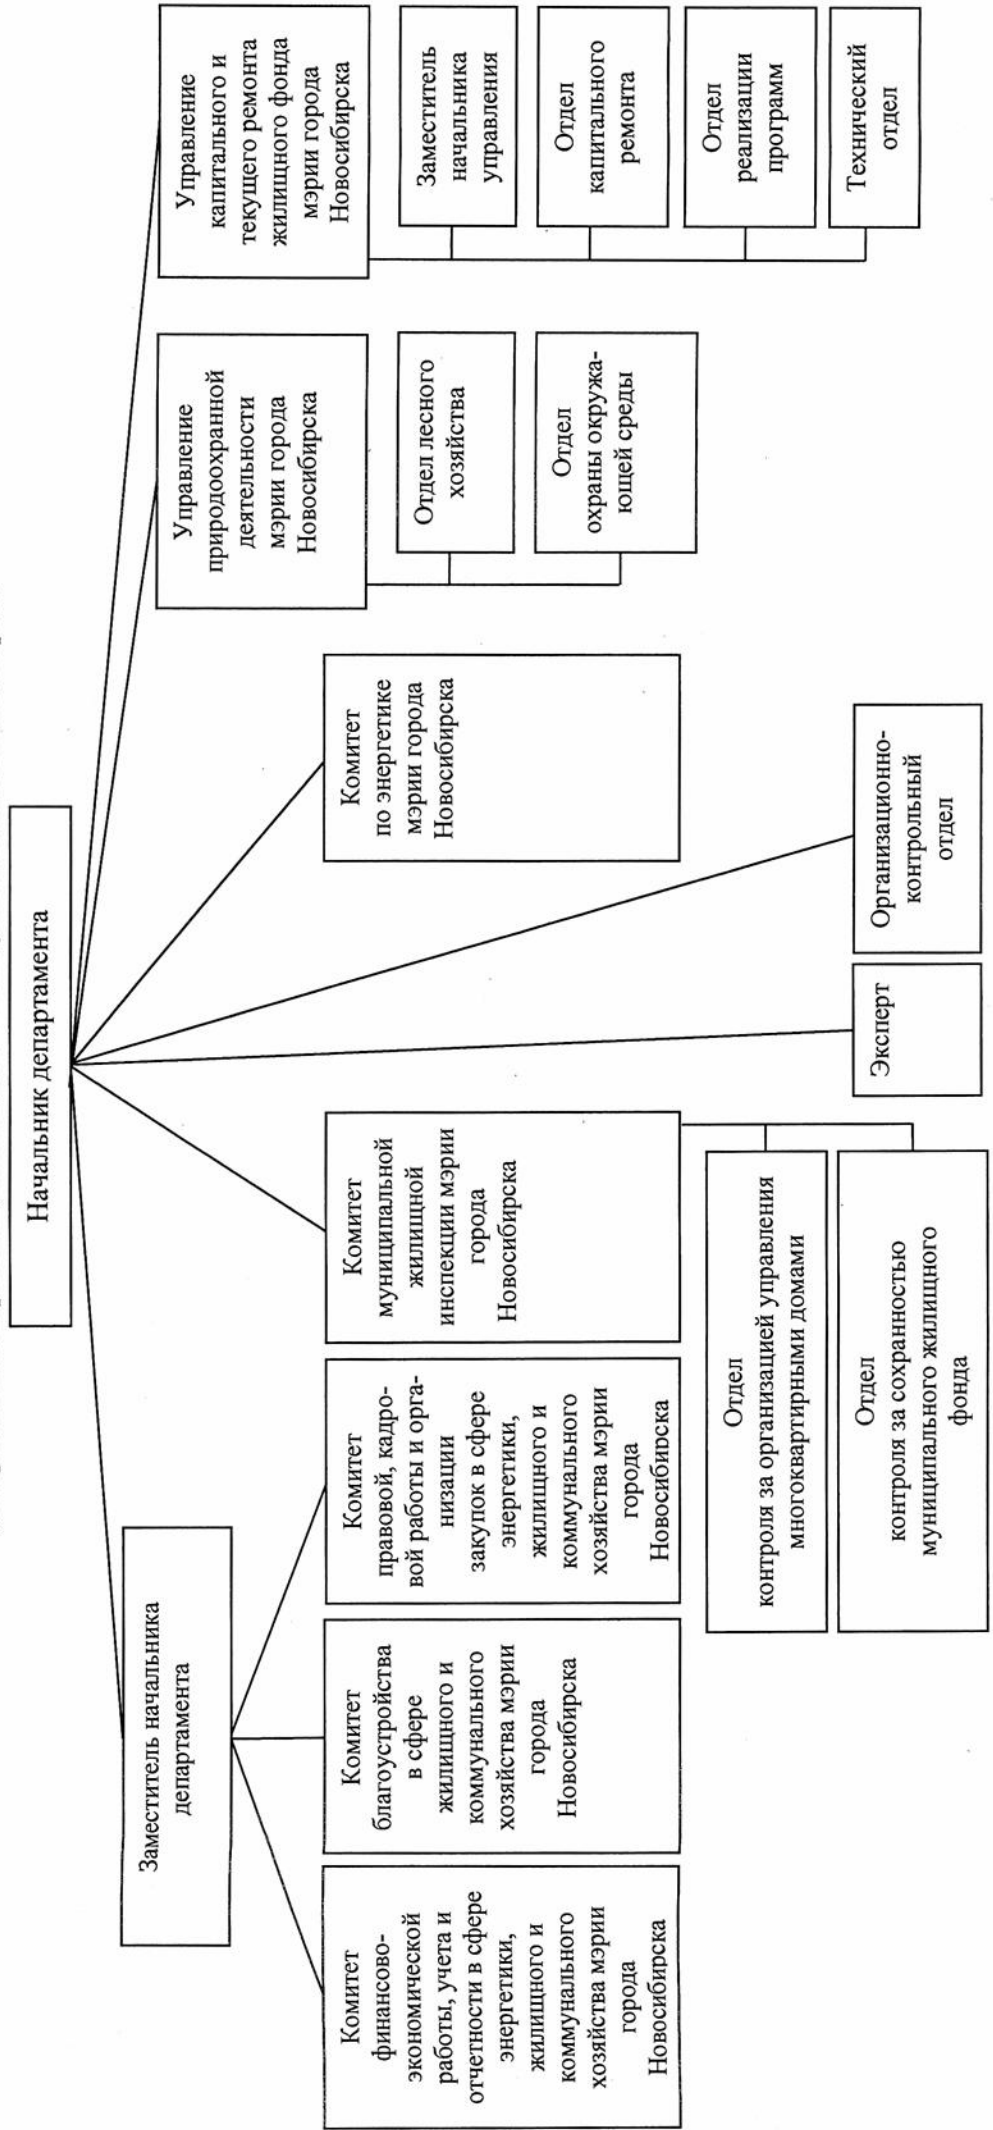 Начальник департамента
Заместитель начальника
департамента
Комитет
финансово-
экономической
работы, учета и
отчетности в сфере
энергетики,
жилищного и
коммунального
хозяйства мэрии
города
Новосибирска
Комитет
благоустройства
в сфере
жилищного и
коммунального
хозяйства мэрии
города
Новосибирска
Комитет
правовой, кадро-
вой работы и орга-
низации
закупок в сфере
энергетики,
жилищного и
коммунального
хозяйства мэрии
города
Новосибирска
Комитет
муниципальной
жилищной
инспекции мэрии
города
Новосибирска
Отдел
контроля за организацией управления
многоквартирными домами
Отдел
контроля за сохранностью
муниципального жилищного
фонда
Эксперт
Организационно-
контрольный
отдел
Комитет
по энергетике
мэрии города
Новосибирска
Управление
природоохранной
деятельности
мэрии города
Новосибирска
Отдел лесного
хозяйства
Отдел
охраны окружа-
ющей среды
Управление
капитального и
текущего ремонта
жилищного фонда
мэрии города
Новосибирска
Заместитель
начальника
управления
Отдел
капитального
ремонта
Отдел
реализации
программ
Технический
отдел